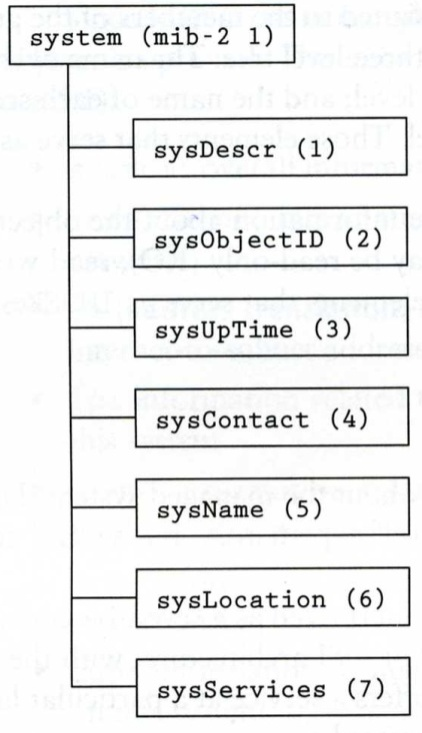 system (mib-2 1)
sysDescr (1)
sysObjectID (2)
sysUpTime (3)
sysContact (4)
sysName (5)
sysLocation (6)
sysServices (7)